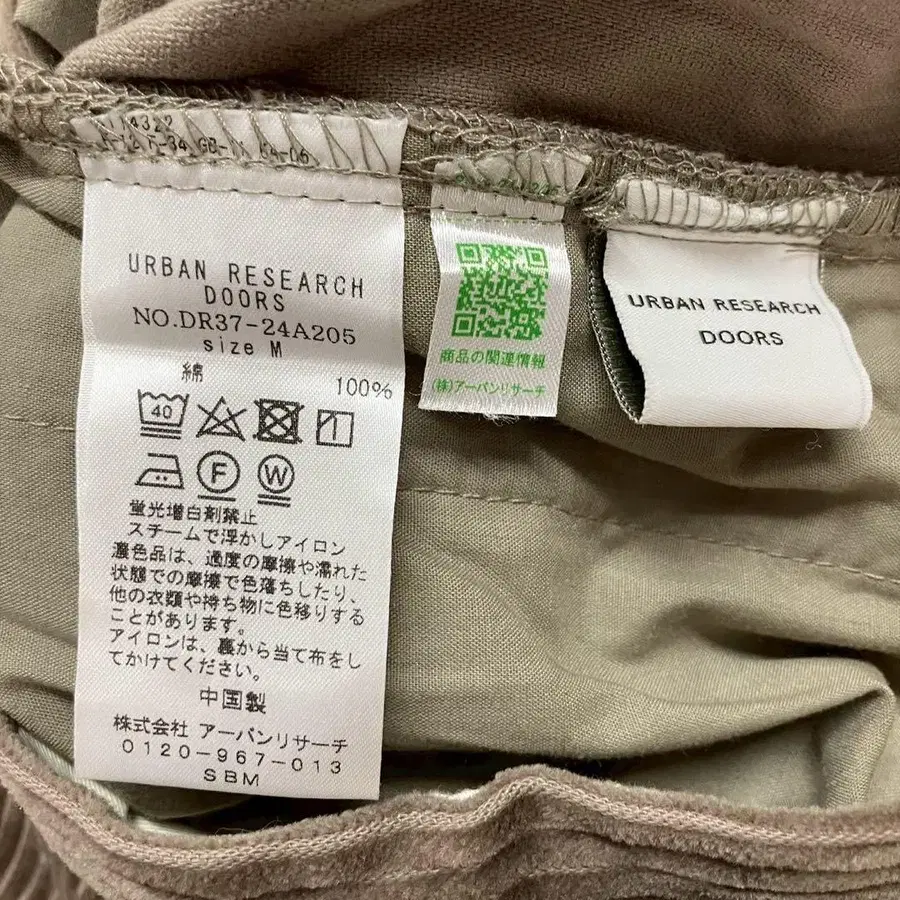 URBAN RESEARCH
DOORS
NO.DR37-24A205
size M
綿 100%
40
F
W
蛍光増白剤禁止
スチームで浮かしアイロン
濃色品は、過度の摩擦や濡れた
状態での摩擦で色落ちしたり、
他の衣類や持ち物に色移りする
ことがあります。
アイロンは、裏から当て布をし
てかけてください。
中国製
株式会社 アーバンリサーチ
0120-967-013
SBM
商品の関連情報
(株)アーバンリサーチ
URBAN RESEARCH
DOORS